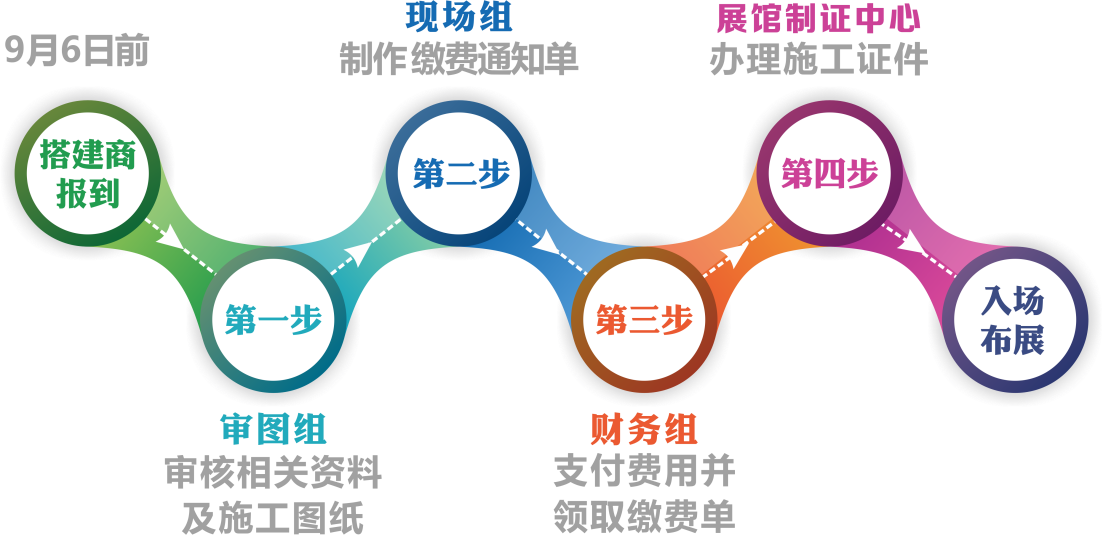 9月6日前
搭建商
报到
第一步
审图组
审核相关资料
及施工图纸
现场组
制作缴费通知单
第二步
第三步
财务组
支付费用并
领取缴费单
展馆制证中心
办理施工证件
第四步
入场
布展